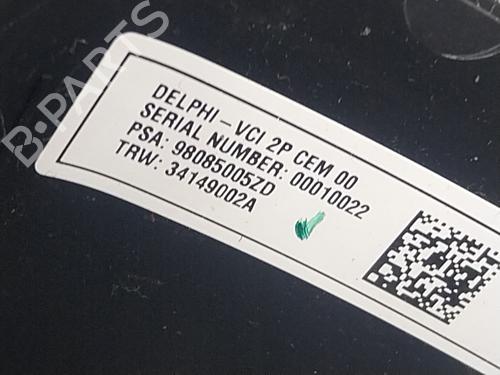 B-PARTS
DELPHI-VCI 2P CEM 00
SERIAL NUMBER: 00010022
PSA: 98085005ZD
TRW: 34149002A